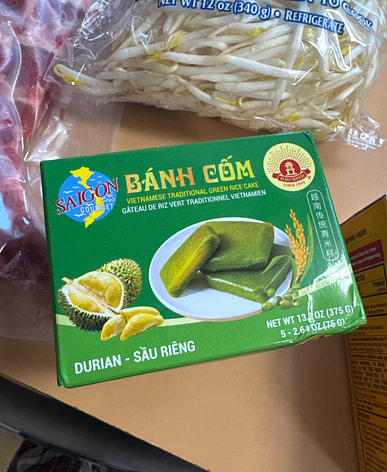 TO COOK
NET WT 12 OZ (340 g) • REFRIGERATE
SAIGON
GOURMET
BÁNH CỐM
VIETNAMESE TRADITIONAL GREEN RICE CAKE
GÂTEAU DE RIZ VERT TRADITIONNEL VIETNAMIEN
越南传统青米糕
NET WT 13.2 OZ (375 G)
5 - 2.64 OZ (75 G)
DURIAN - SẦU RIÊNG